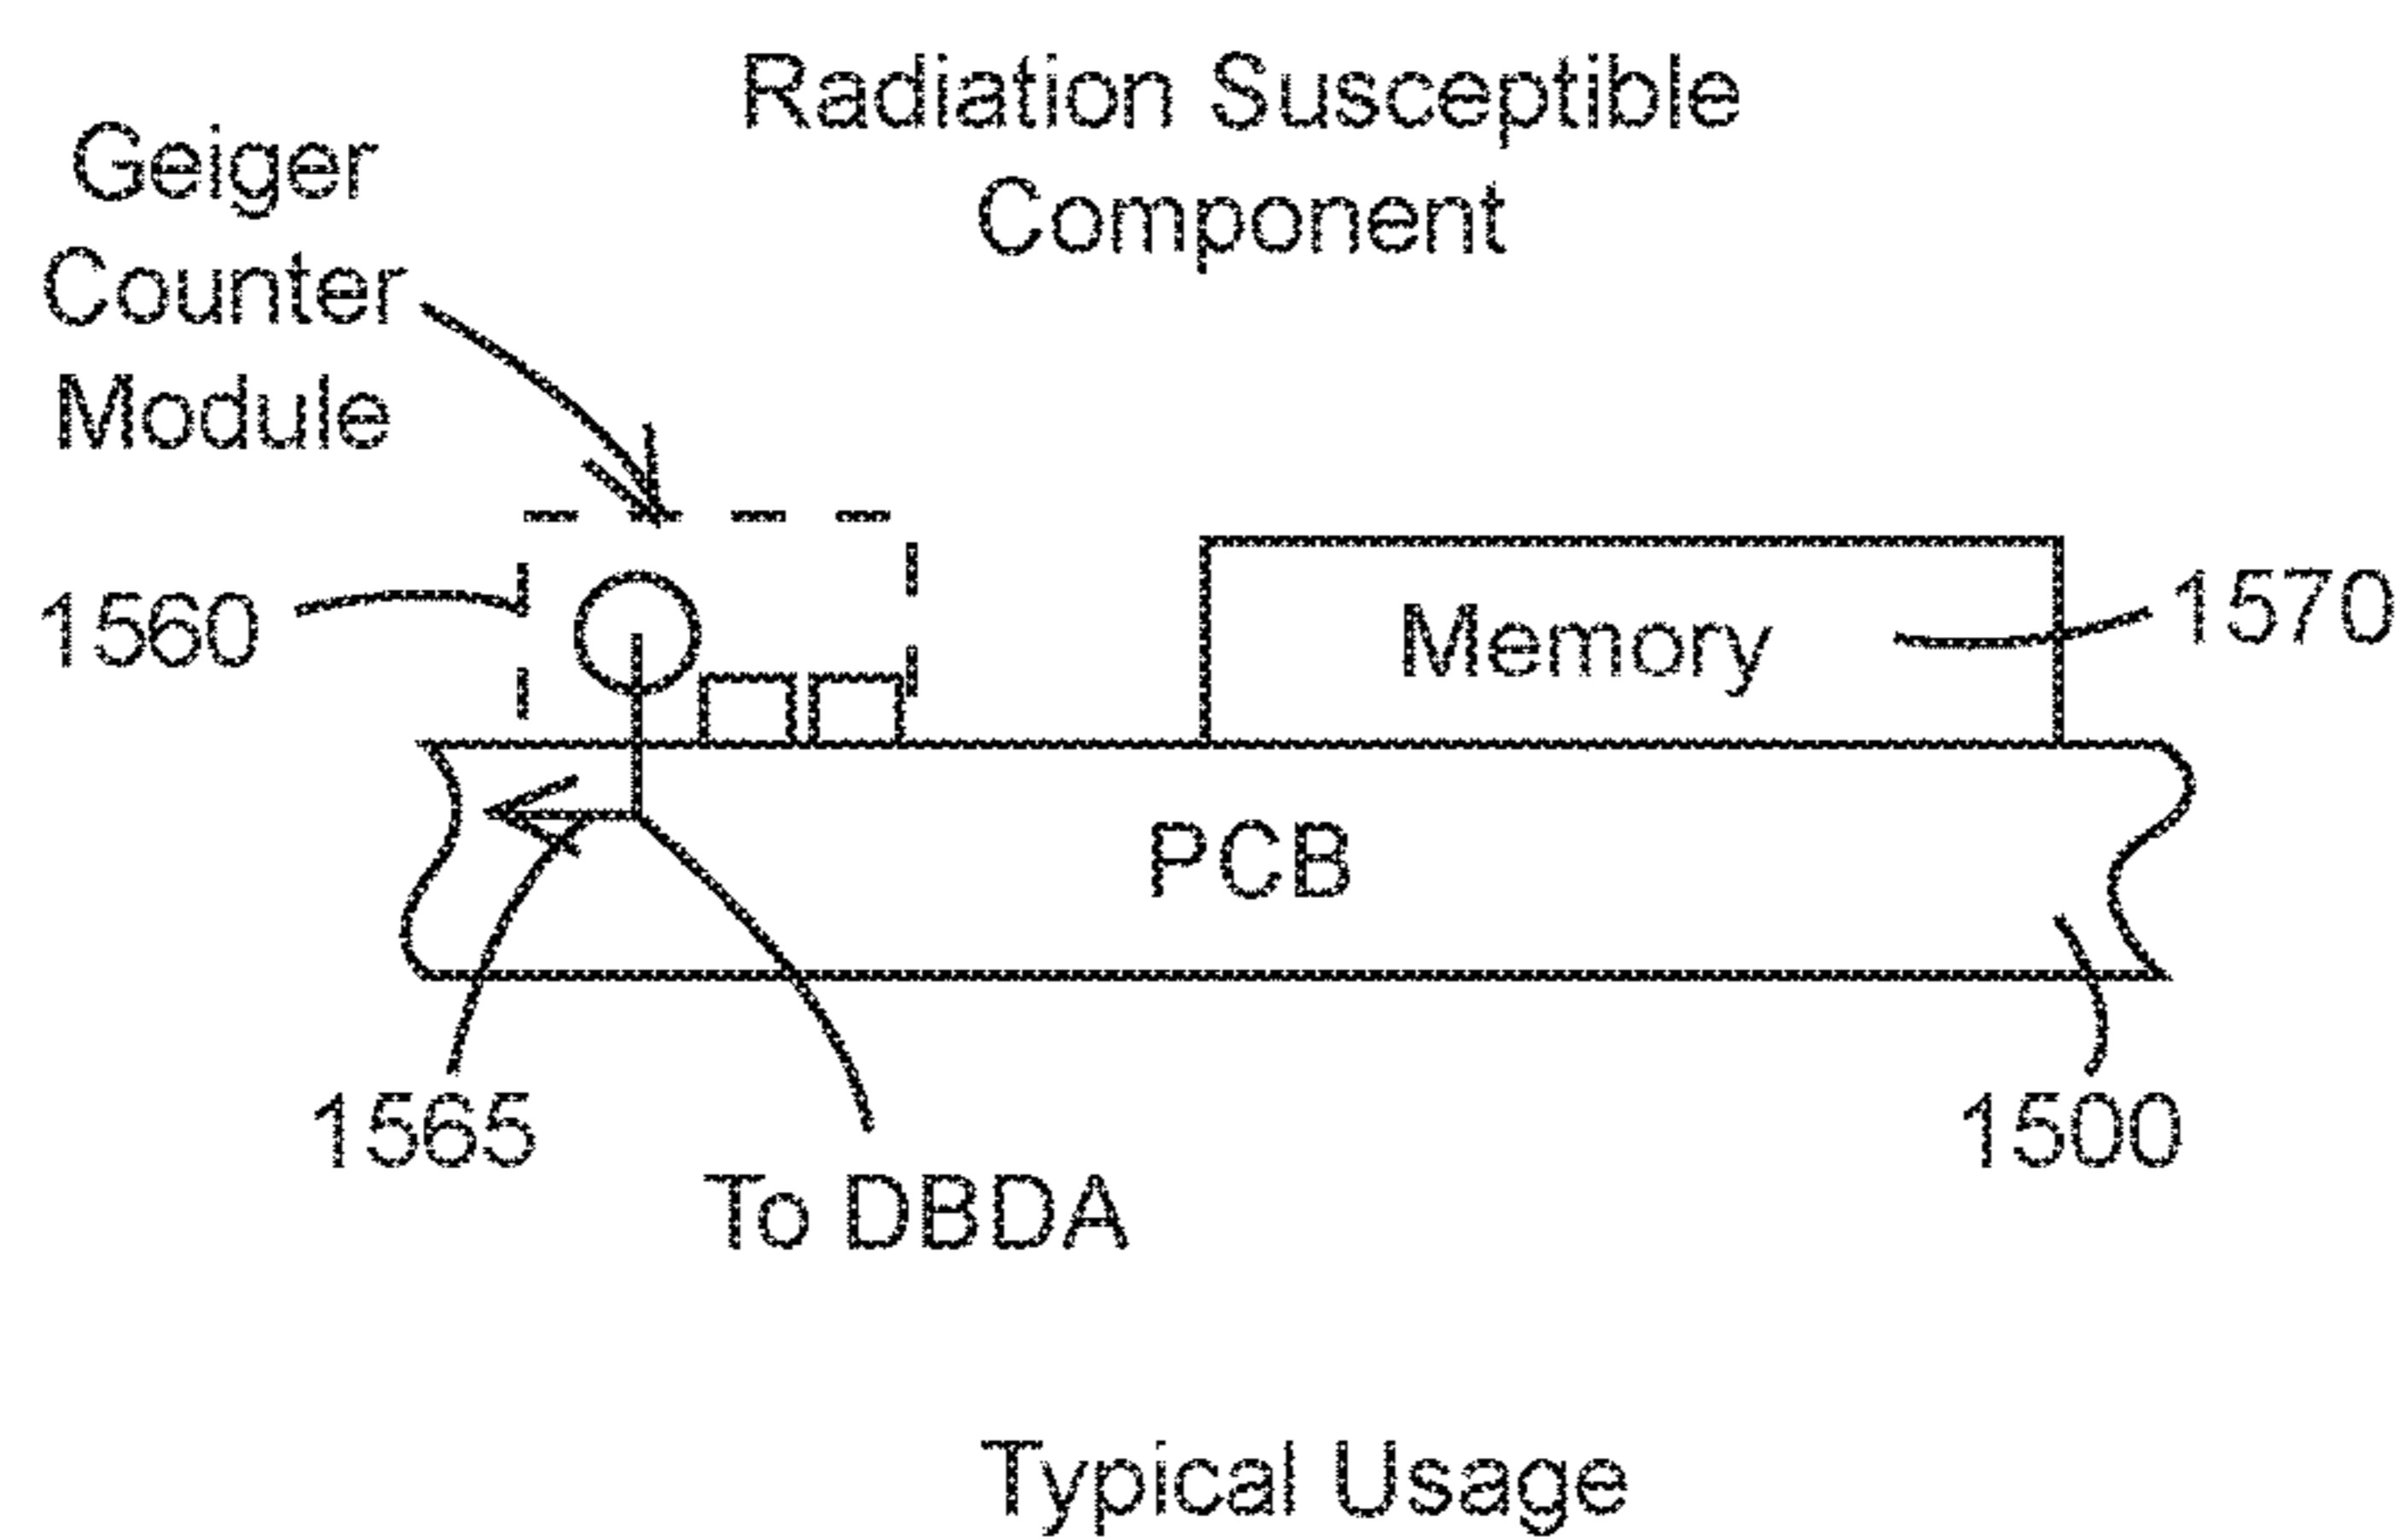 Radiation Susceptible
Component
Geiger
Counter
Module
1560
Memory
1570
PCB
1565
To DBDA
1500
Typical Usage